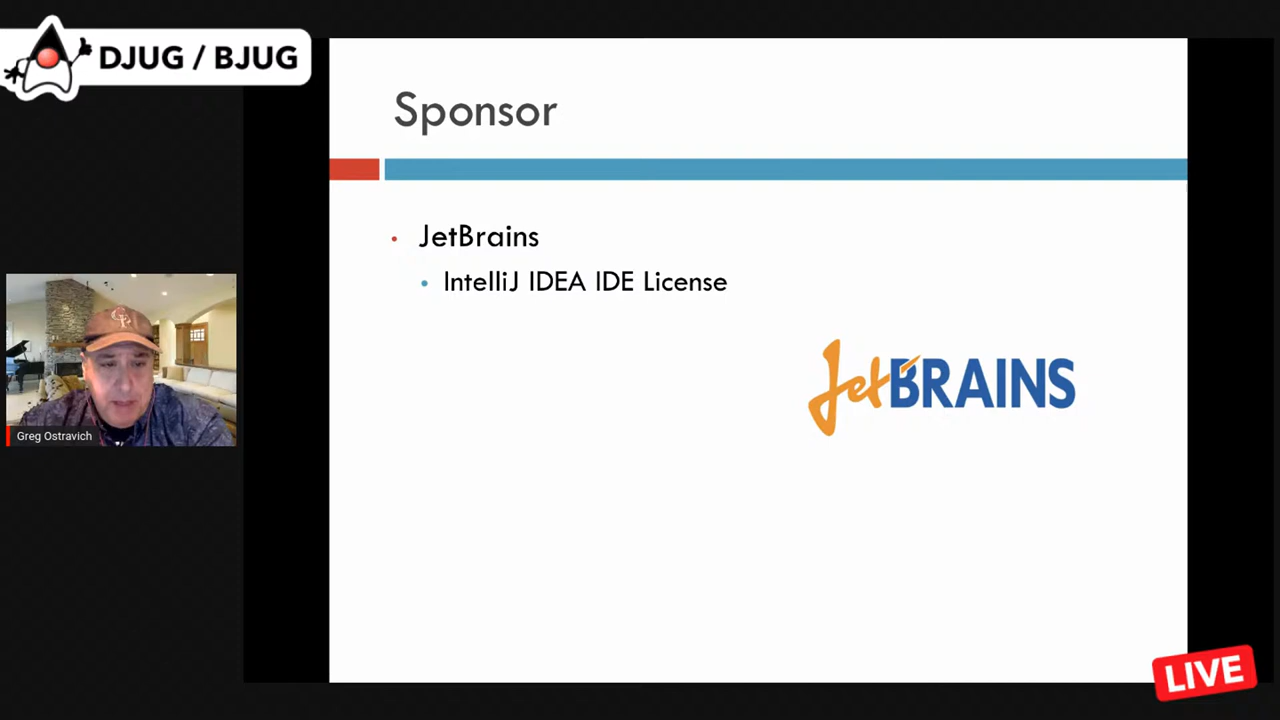 DJUG / BJUG
Sponsor
• JetBrains
• IntelliJ IDEA IDE License
JetBRAINS
Greg Ostravich
LIVE